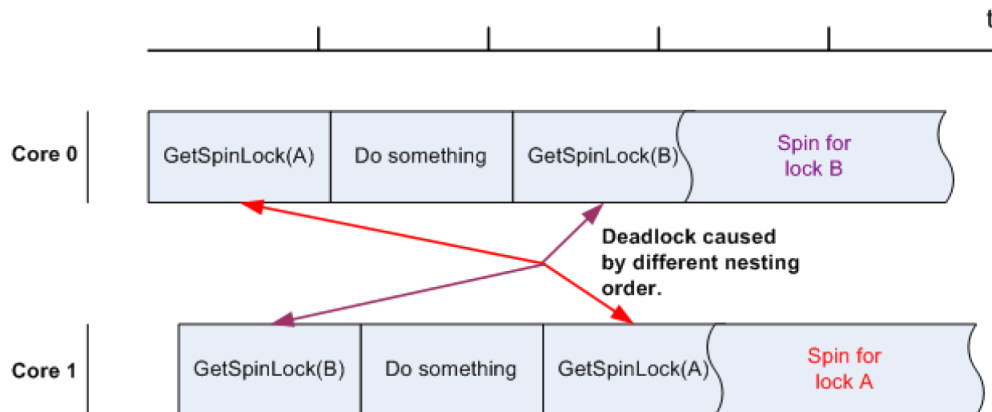 t
Core 0
GetSpinLock(A)
Do something
GetSpinLock(B)
Spin for
lock B
Deadlock caused
by different nesting
order.
Core 1
GetSpinLock(B)
Do something
GetSpinLock(A)
Spin for
lock A